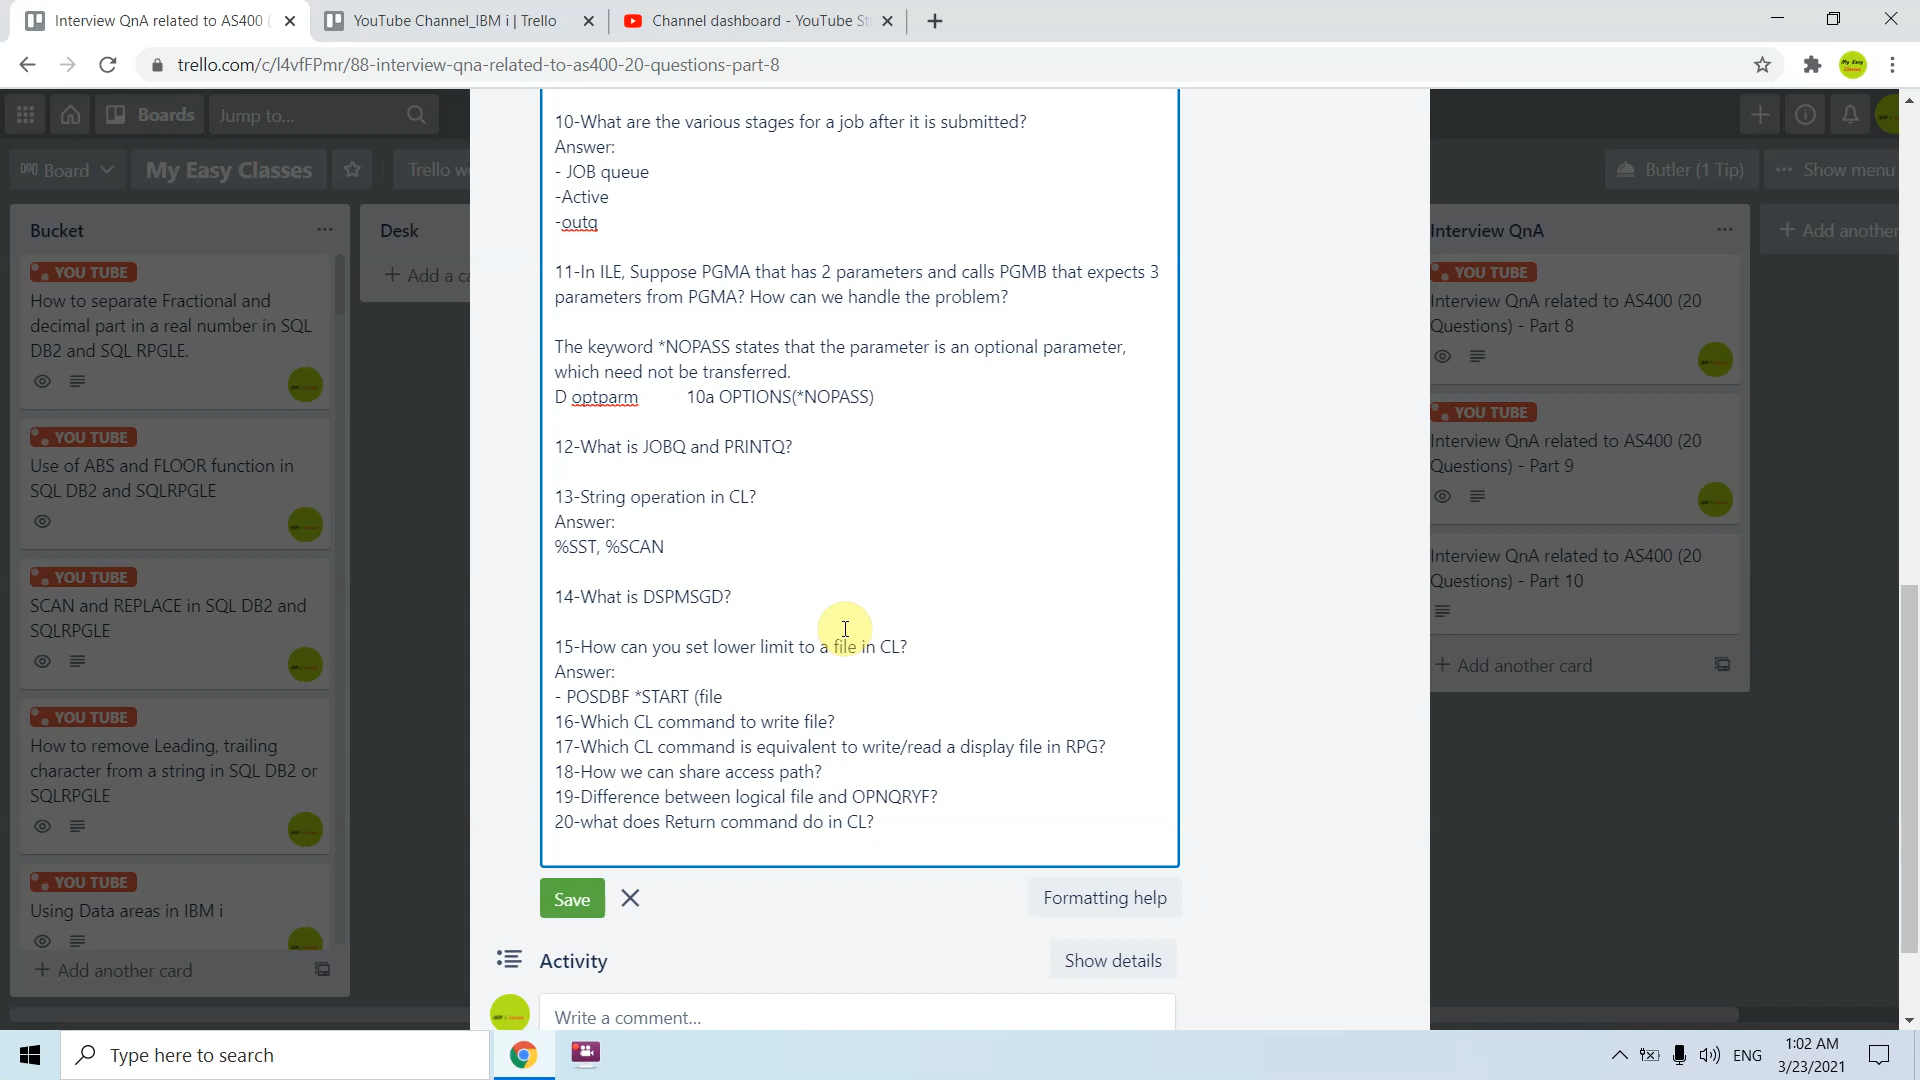 Interview QnA related to AS400 (
YouTube Channel_IBM i | Trello
Channel dashboard - YouTube St
trello.com/c/l4vfFPmr/88-interview-qna-related-to-as400-20-questions-part-8
Boards
Jump to...
Board
My Easy Classes
Trello w
Butler (1 Tip)
Show menu
Bucket
YOU TUBE
How to separate Fractional and
decimal part in a real number in SQL
DB2 and SQL RPGLE.
YOU TUBE
Use of ABS and FLOOR function in
SQL DB2 and SQLRPGLE
YOU TUBE
SCAN and REPLACE in SQL DB2 and
SQLRPGLE
YOU TUBE
How to remove Leading, trailing
character from a string in SQL DB2 or
SQLRPGLE
YOU TUBE
Using Data areas in IBM i
Add another card
Desk
Add a ca
10-What are the various stages for a job after it is submitted?
Answer:
- JOB queue
-Active
-outq
11-In ILE, Suppose PGMA that has 2 parameters and calls PGMB that expects 3
parameters from PGMA? How can we handle the problem?
The keyword *NOPASS states that the parameter is an optional parameter,
which need not be transferred.
D optparm 10a OPTIONS(*NOPASS)
12-What is JOBQ and PRINTQ?
13-String operation in CL?
Answer:
%SST, %SCAN
14-What is DSPMSGD?
15-How can you set lower limit to a file in CL?
Answer:
- POSDBF *START (file
16-Which CL command to write file?
17-Which CL command is equivalent to write/read a display file in RPG?
18-How we can share access path?
19-Difference between logical file and OPNQRYF?
20-what does Return command do in CL?
Save
Formatting help
Activity
Show details
Write a comment...
Interview QnA
YOU TUBE
Interview QnA related to AS400 (20
Questions) - Part 8
YOU TUBE
Interview QnA related to AS400 (20
Questions) - Part 9
Interview QnA related to AS400 (20
Questions) - Part 10
Add another card
Add another
Type here to search
ENG
1:02 AM
3/23/2021